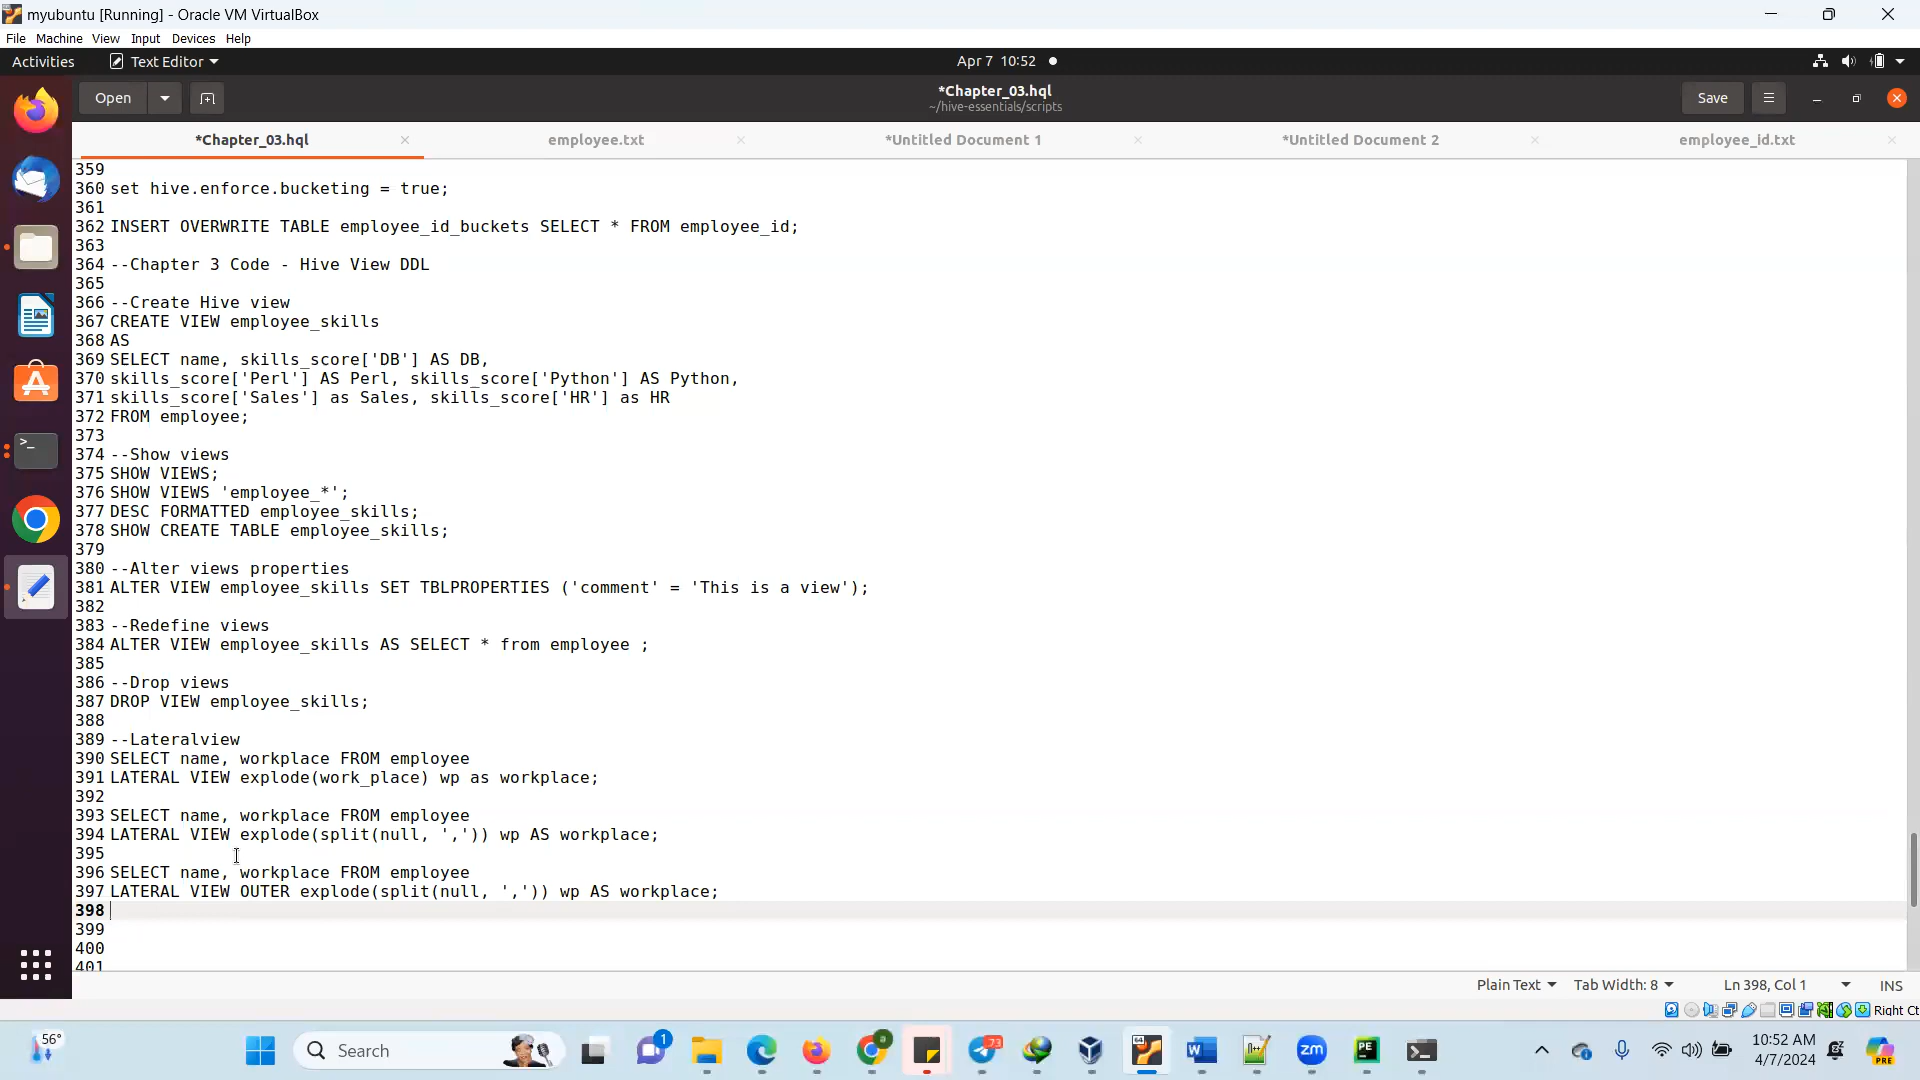 myubuntu [Running] - Oracle VM VirtualBox
File Machine View Input Devices Help
Activities Text Editor Apr 7 10:52
Open *Chapter_03.hql Save
~/hive-essentials/scripts
*Chapter_03.hql employee.txt *Untitled Document 1 *Untitled Document 2 employee_id.txt
359
360 set hive.enforce.bucketing = true;
361
362 INSERT OVERWRITE TABLE employee_id_buckets SELECT * FROM employee_id;
363
364 --Chapter 3 Code - Hive View DDL
365
366 --Create Hive view
367 CREATE VIEW employee_skills
368 AS
369 SELECT name, skills_score['DB'] AS DB,
370 skills_score['Perl'] AS Perl, skills_score['Python'] AS Python,
371 skills_score['Sales'] as Sales, skills_score['HR'] as HR
372 FROM employee;
373
374 --Show views
375 SHOW VIEWS;
376 SHOW VIEWS 'employee_*';
377 DESC FORMATTED employee_skills;
378 SHOW CREATE TABLE employee_skills;
379
380 --Alter views properties
381 ALTER VIEW employee_skills SET TBLPROPERTIES ('comment' = 'This is a view');
382
383 --Redefine views
384 ALTER VIEW employee_skills AS SELECT * from employee ;
385
386 --Drop views
387 DROP VIEW employee_skills;
388
389 --Lateralview
390 SELECT name, workplace FROM employee
391 LATERAL VIEW explode(work_place) wp as workplace;
392
393 SELECT name, workplace FROM employee
394 LATERAL VIEW explode(split(null, ',')) wp AS workplace;
395
396 SELECT name, workplace FROM employee
397 LATERAL VIEW OUTER explode(split(null, ',')) wp AS workplace;
398
399
400
401
Plain Text Tab Width: 8 Ln 398, Col 1 INS
Right Ct
56° Search 1 73 zm 10:52 AM
4/7/2024
PRE